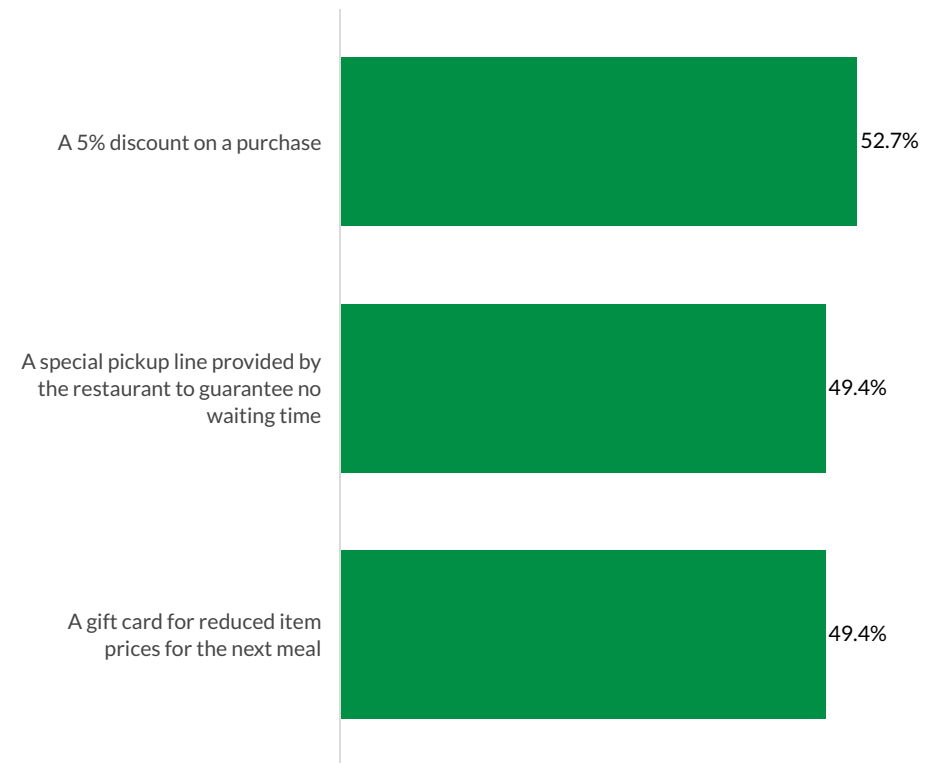 A 5% discount on a purchase
52.7%
A special pickup line provided by
the restaurant to guarantee no
waiting time
49.4%
A gift card for reduced item
prices for the next meal
49.4%